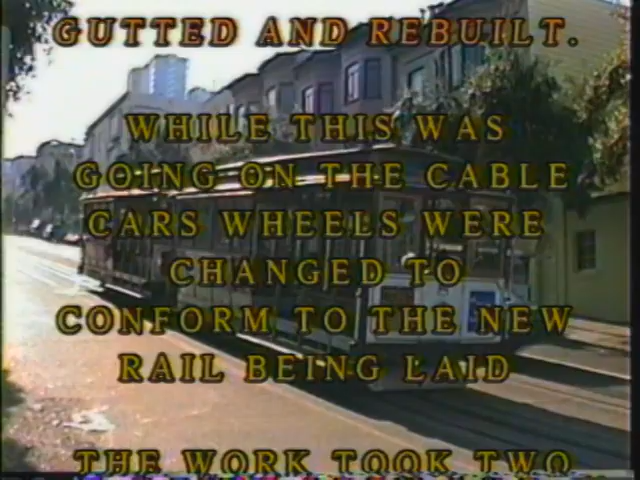 GUTTED AND REBUILT.
WHILE THIS WAS
GOING ON THE CABLE
CARS WHEELS WERE
CHANGED TO
CONFORM TO THE NEW
RAIL BEING LAID
THE WORK TOOK TWO